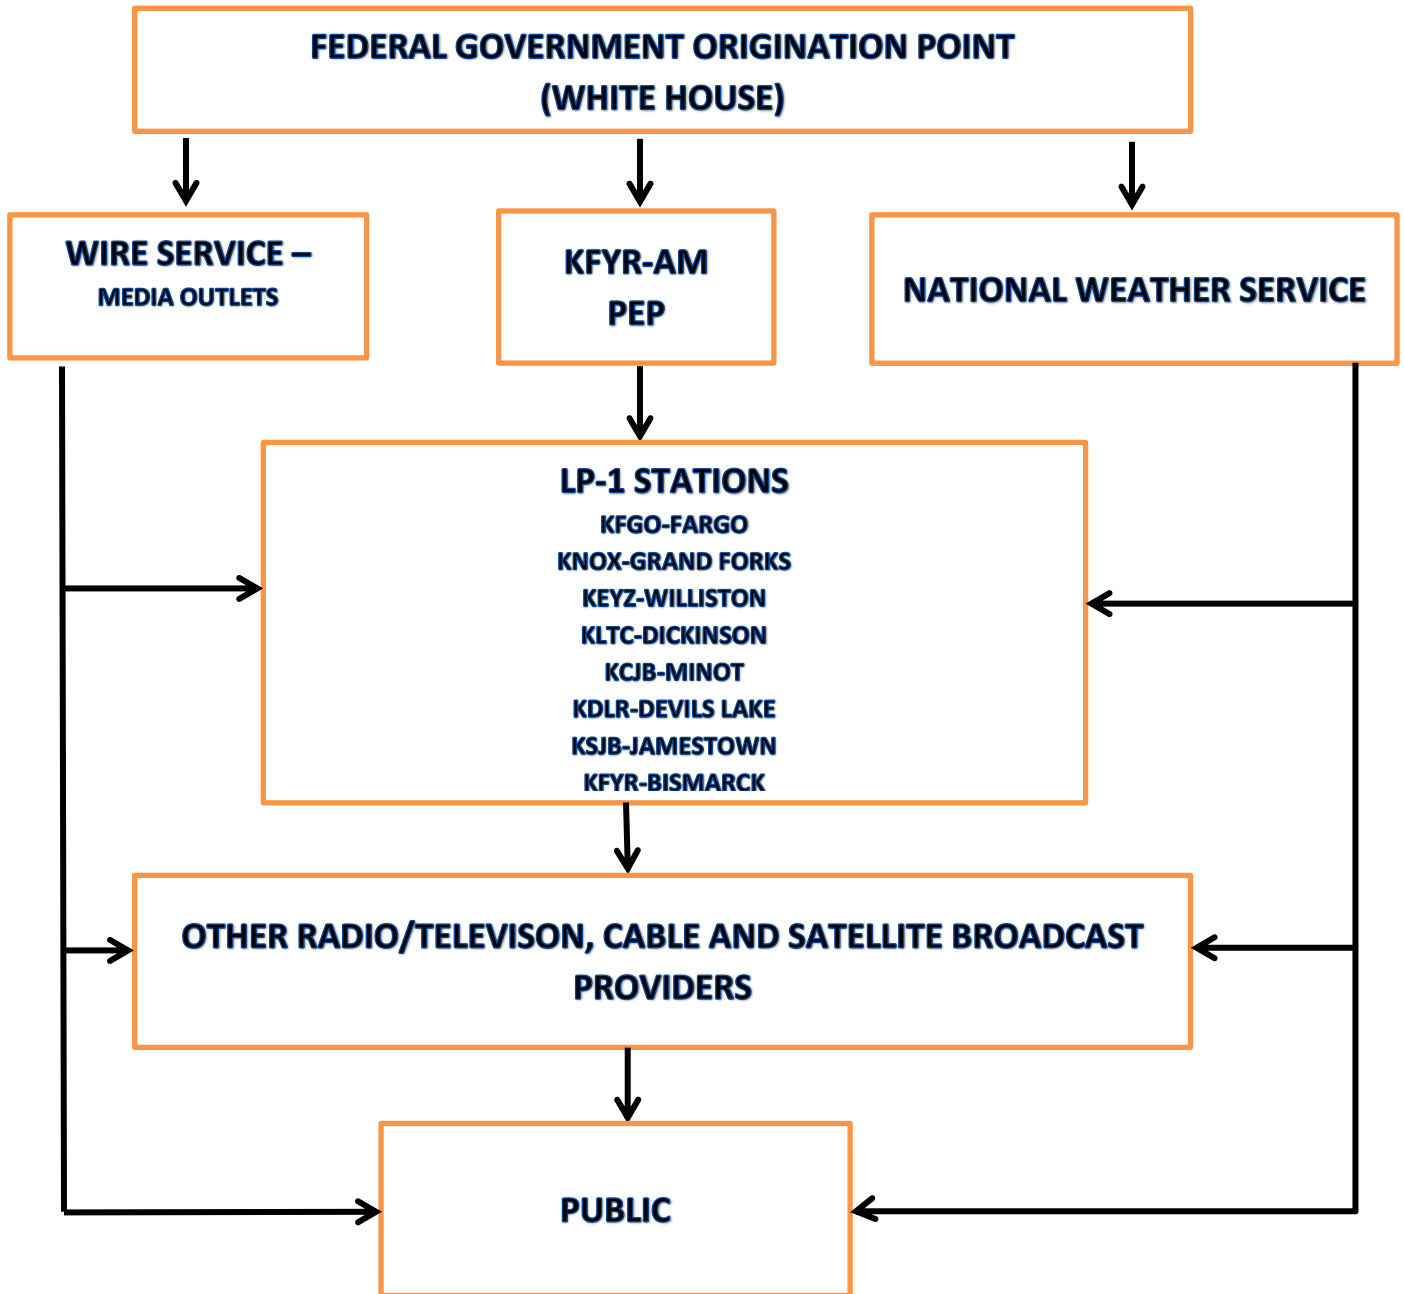 FEDERAL GOVERNMENT ORIGINATION POINT
(WHITE HOUSE)
WIRE SERVICE –
MEDIA OUTLETS
KFYR-AM
PEP
NATIONAL WEATHER SERVICE
LP-1 STATIONS
KFGO-FARGO
KNOX-GRAND FORKS
KEYZ-WILLISTON
KLTC-DICKINSON
KCJB-MINOT
KDLR-DEVILS LAKE
KSJB-JAMESTOWN
KFYR-BISMARCK
OTHER RADIO/TELEVISON, CABLE AND SATELLITE BROADCAST
PROVIDERS
PUBLIC